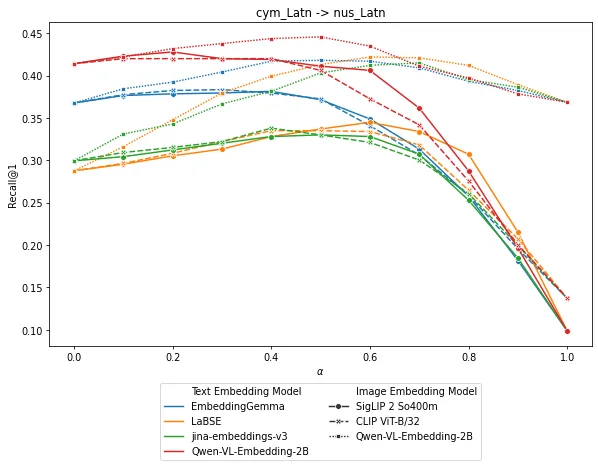 cym_Latn -> nus_Latn
Recall@1
0.45
0.40
0.35
0.30
0.25
0.20
0.15
0.10
0.0 0.2 0.4 0.6 0.8 1.0
α
Text Embedding Model
EmbeddingGemma
LaBSE
jina-embeddings-v3
Qwen-VL-Embedding-2B
Image Embedding Model
SigLIP 2 So400m
CLIP ViT-B/32
Qwen-VL-Embedding-2B